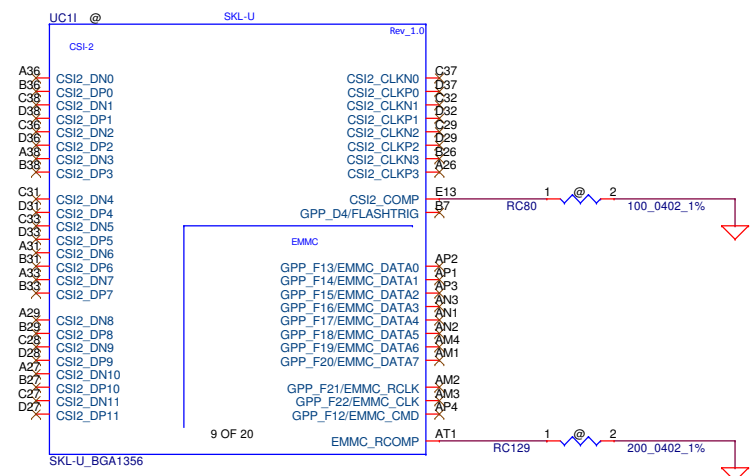 UC1I @ SKL-U
Rev_1.0
CSI-2
A36 CSI2_DN0 CSI2_CLKN0 C37
B36 CSI2_DP0 CSI2_CLKP0 D37
C38 CSI2_DN1 CSI2_CLKN1 C32
D38 CSI2_DP1 CSI2_CLKP1 D32
C36 CSI2_DN2 CSI2_CLKN2 C29
D36 CSI2_DP2 CSI2_CLKP2 D29
A38 CSI2_DN3 CSI2_CLKN3 B26
B38 CSI2_DP3 CSI2_CLKP3 A26
C31 CSI2_DN4 CSI2_COMP E13 1 @ 2
RC80 100_0402_1%
D31 CSI2_DP4 GPP_D4/FLASHTRIG B7
C33 CSI2_DN5
D33 CSI2_DP5 EMMC
A31 CSI2_DN6
B31 CSI2_DP6 GPP_F13/EMMC_DATA0 AP2
A33 CSI2_DN7 GPP_F14/EMMC_DATA1 AP1
B33 CSI2_DP7 GPP_F15/EMMC_DATA2 AP3
GPP_F16/EMMC_DATA3 AN3
A29 CSI2_DN8 GPP_F17/EMMC_DATA4 AN1
B29 CSI2_DP8 GPP_F18/EMMC_DATA5 AN2
C28 CSI2_DN9 GPP_F19/EMMC_DATA6 AM4
D28 CSI2_DP9 GPP_F20/EMMC_DATA7 AM1
A27 CSI2_DN10
B27 CSI2_DP10 GPP_F21/EMMC_RCLK AM2
C27 CSI2_DN11 GPP_F22/EMMC_CLK AM3
D27 CSI2_DP11 GPP_F12/EMMC_CMD AP4
9 OF 20
EMMC_RCOMP AT1 1 @ 2
RC129 200_0402_1%
SKL-U_BGA1356